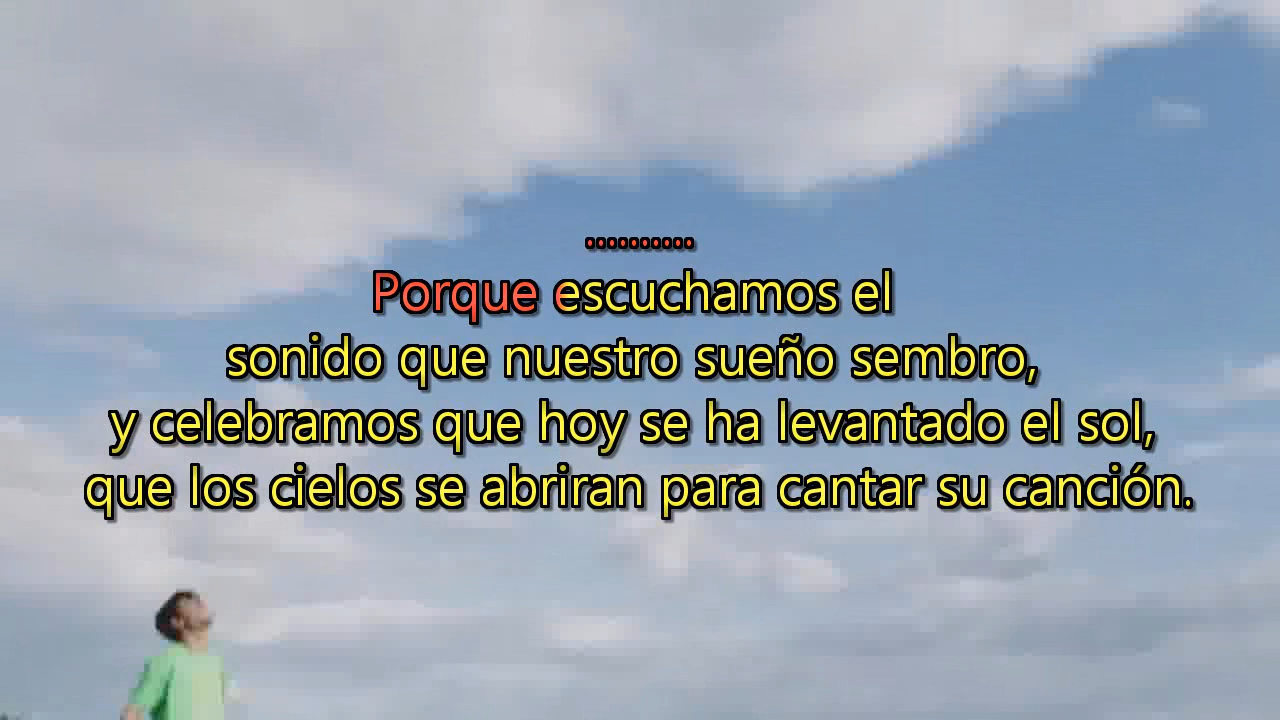 ..........
Porque escuchamos el
sonido que nuestro sueño sembro,
y celebramos que hoy se ha levantado el sol,
que los cielos se abriran para cantar su canción.